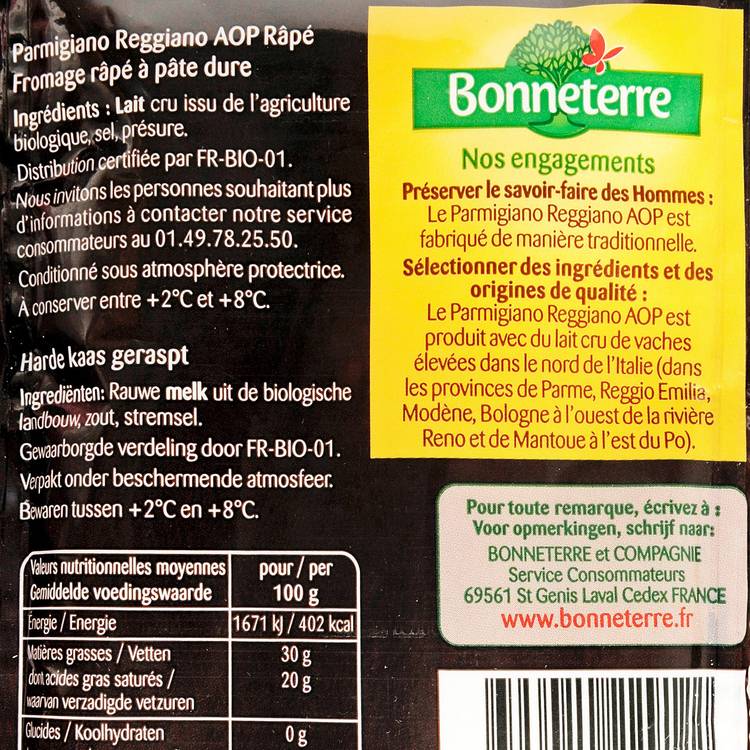 Parmigiano Reggiano AOP Râpé
Fromage râpé à pâte dure
Ingrédients : Lait cru issu de l'agriculture
biologique, sel, présure.
Distribution certifiée par FR-BIO-01.
Nous invitons les personnes souhaitant plus
d'informations à contacter notre service
consommateurs au 01.49.78.25.50.
Conditionné sous atmosphère protectrice.
À conserver entre +2°C et +8°C.
Harde kaas geraspt
Ingrediënten: Rauwe melk uit de biologische
landbouw, zout, stremsel.
Gewaarborgde verdeling door FR-BIO-01.
Verpakt onder beschermende atmosfeer.
Bewaren tussen +2°C en +8°C.
Valeurs nutritionnelles moyennes pour / per
Gemiddelde voedingswaarde 100 g
Énergie / Energie 1671 kJ / 402 kcal
Matières grasses / Vetten 30 g
dont acides gras saturés / 20 g
waarvan verzadigde vetzuren
Glucides / Koolhydraten 0 g
Bonneterre
Nos engagements
Préserver le savoir-faire des Hommes :
Le Parmigiano Reggiano AOP est
fabriqué de manière traditionnelle.
Sélectionner des ingrédients et des
origines de qualité :
Le Parmigiano Reggiano AOP est
produit avec du lait cru de vaches
élevées dans le nord de l'Italie (dans
les provinces de Parme, Reggio Emilia,
Modène, Bologne à l'ouest de la rivière
Reno et de Mantoue à l'est du Po).
Pour toute remarque, écrivez à :
Voor opmerkingen, schrijf naar:
BONNETERRE et COMPAGNIE
Service Consommateurs
69561 St Genis Laval Cedex FRANCE
www.bonneterre.fr